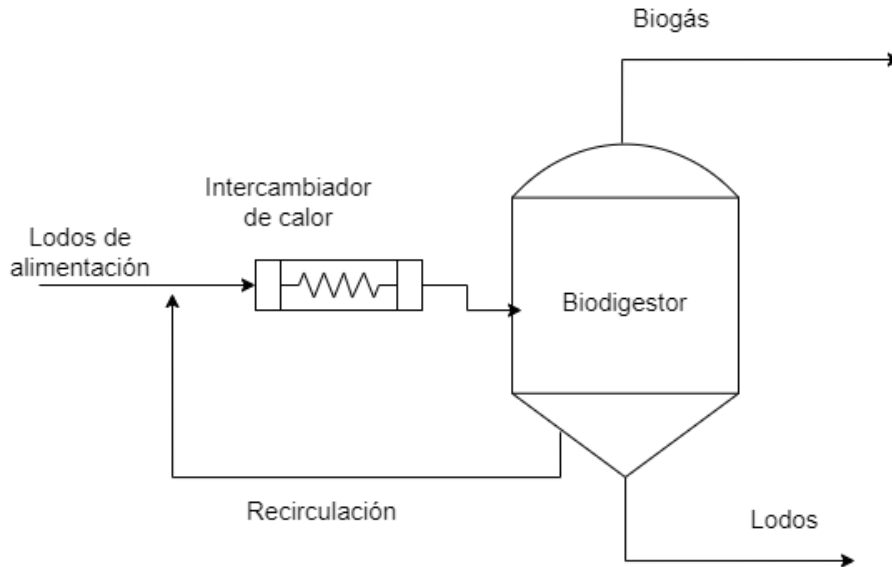 Biogás
Intercambiador
de calor
Lodos de
alimentación
Biodigestor
Recirculación
Lodos